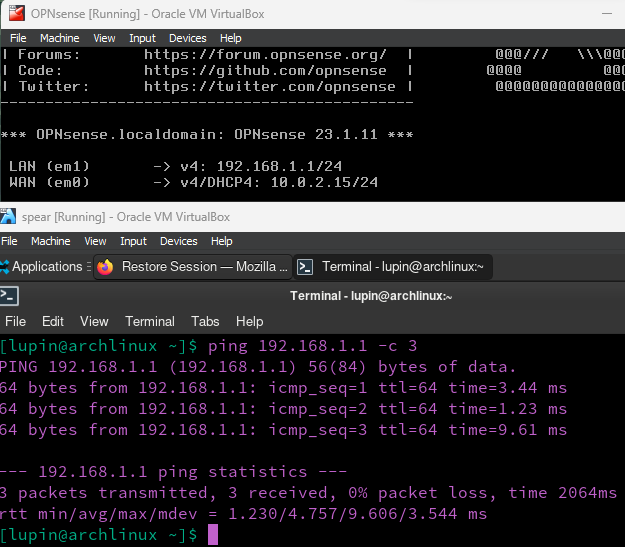 OPNsense [Running] - Oracle VM VirtualBox
File Machine View Input Devices Help
| Forums: https://forum.opnsense.org/ | @@@/// \\\@@@
| Code: https://github.com/opnsense | @@@@ @@@
| Twitter: https://twitter.com/opnsense | @@@@@@@@@@@@@@@
----------------------------------------------
*** OPNsense.localdomain: OPNsense 23.1.11 ***
LAN (em1) -> v4: 192.168.1.1/24
WAN (em0) -> v4/DHCP4: 10.0.2.15/24
spear [Running] - Oracle VM VirtualBox
File Machine View Input Devices Help
Applications Restore Session — Mozilla ... Terminal - lupin@archlinux:~
Terminal - lupin@archlinux:~
File Edit View Terminal Tabs Help
[lupin@archlinux ~]$ ping 192.168.1.1 -c 3
PING 192.168.1.1 (192.168.1.1) 56(84) bytes of data.
64 bytes from 192.168.1.1: icmp_seq=1 ttl=64 time=3.44 ms
64 bytes from 192.168.1.1: icmp_seq=2 ttl=64 time=1.23 ms
64 bytes from 192.168.1.1: icmp_seq=3 ttl=64 time=9.61 ms
--- 192.168.1.1 ping statistics ---
3 packets transmitted, 3 received, 0% packet loss, time 2064ms
rtt min/avg/max/mdev = 1.230/4.757/9.606/3.544 ms
[lupin@archlinux ~]$